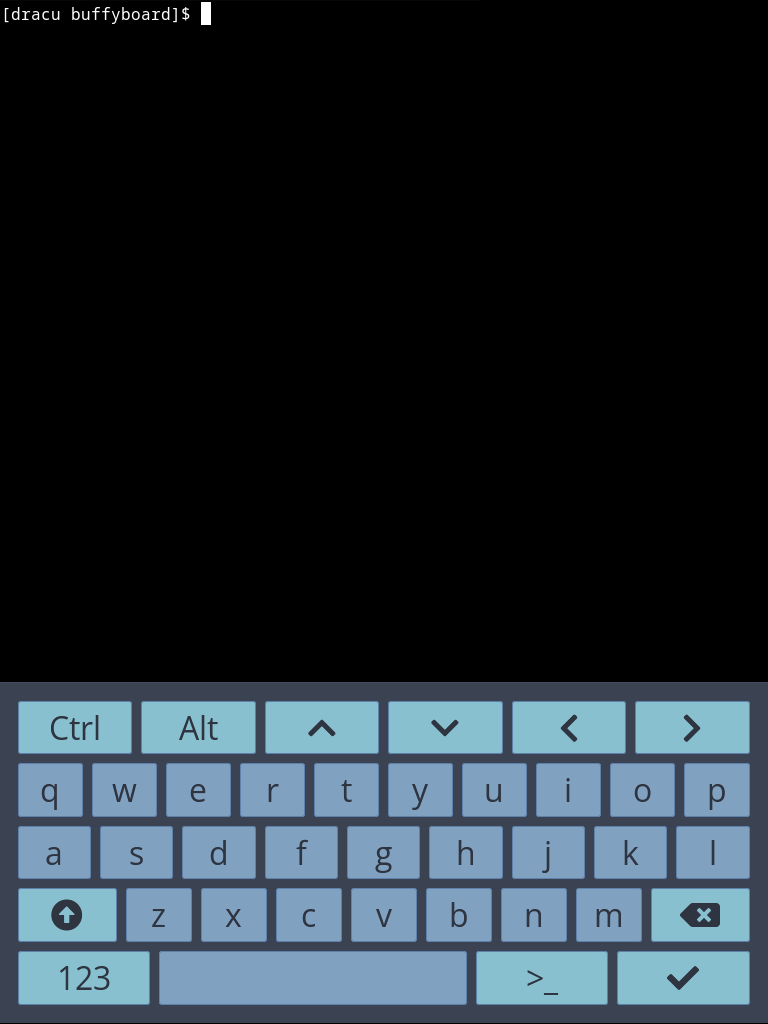 [dracu buffyboard]$
Ctrl Alt
q w e r t y u i o p
a s d f g h j k l
z x c v b n m
123 >_